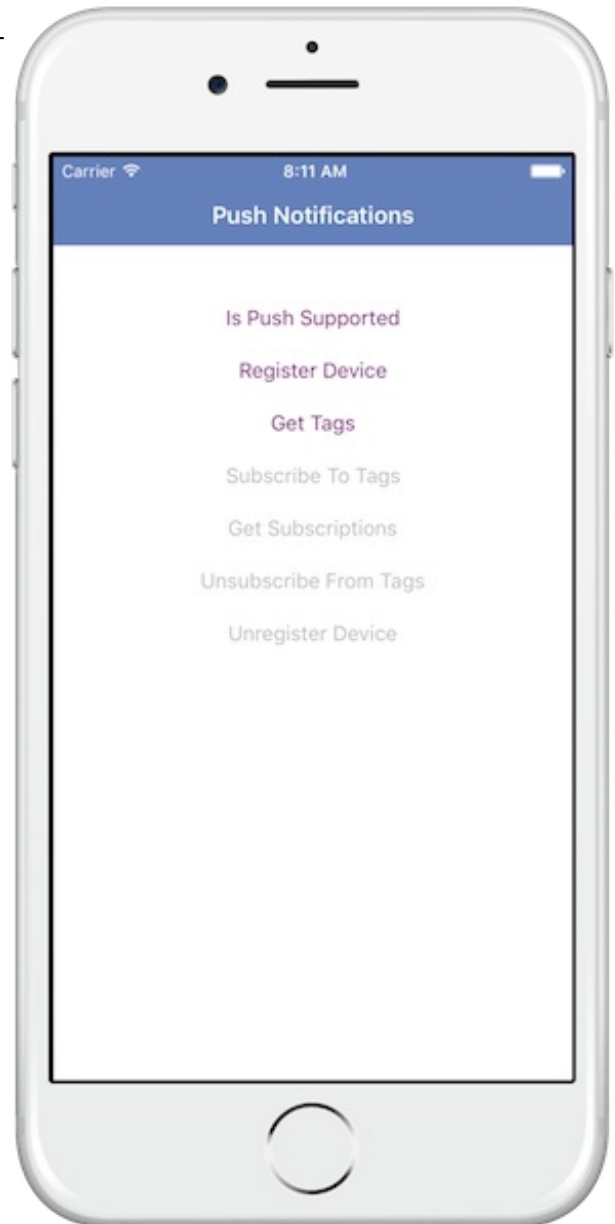 Carrier
8:11 AM
Push Notifications
Is Push Supported
Register Device
Get Tags
Subscribe To Tags
Get Subscriptions
Unsubscribe From Tags
Unregister Device